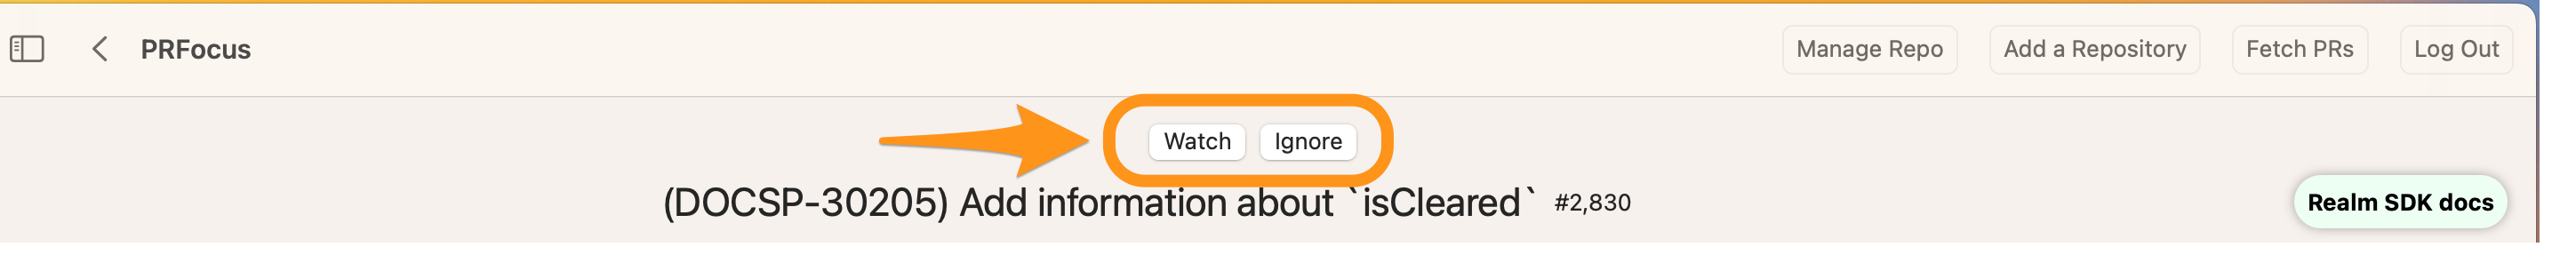 PRFocus Manage Repo Add a Repository Fetch PRs Log Out
Watch Ignore
(DOCSP-30205) Add information about `isCleared` #2,830 Realm SDK docs